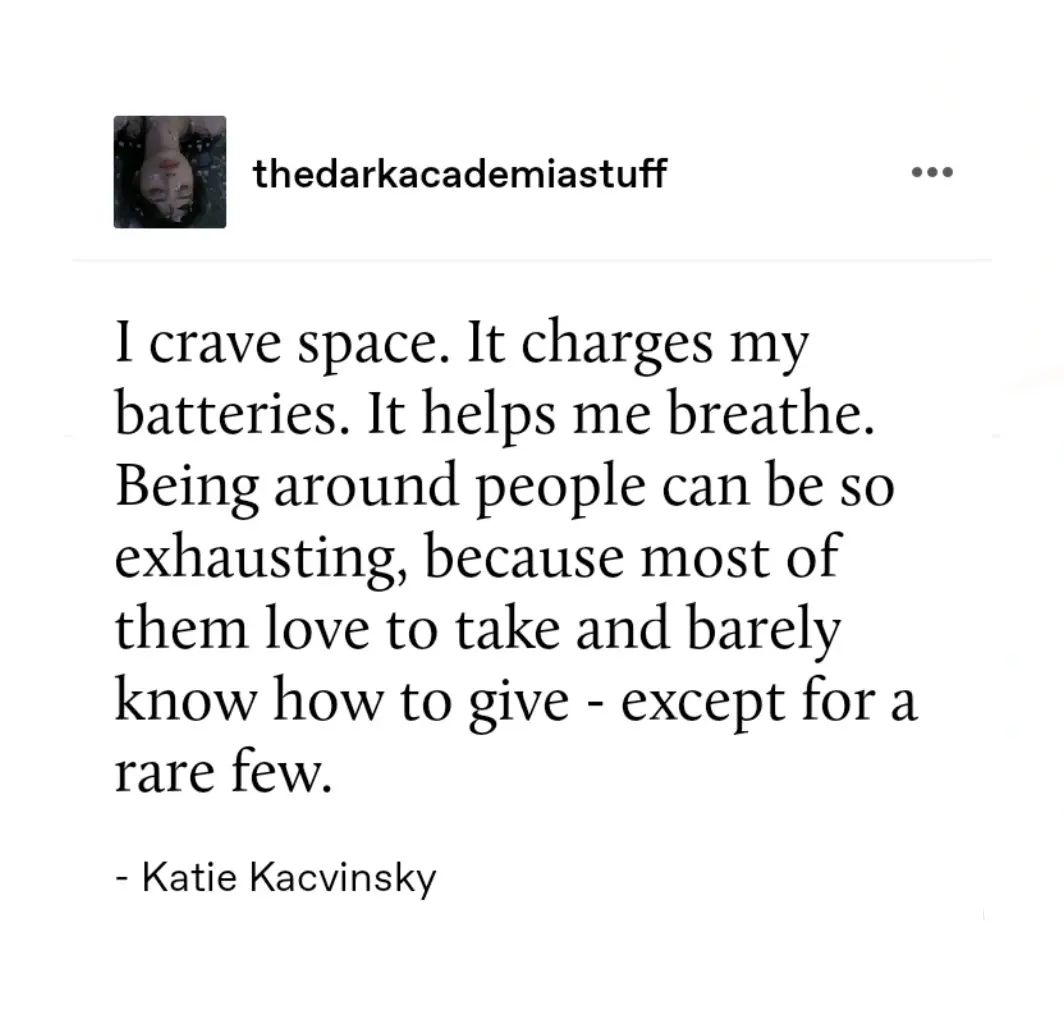 thedarkacademiastuff
I crave space. It charges my
batteries. It helps me breathe.
Being around people can be so
exhausting, because most of
them love to take and barely
know how to give - except for a
rare few.
- Katie Kacvinsky